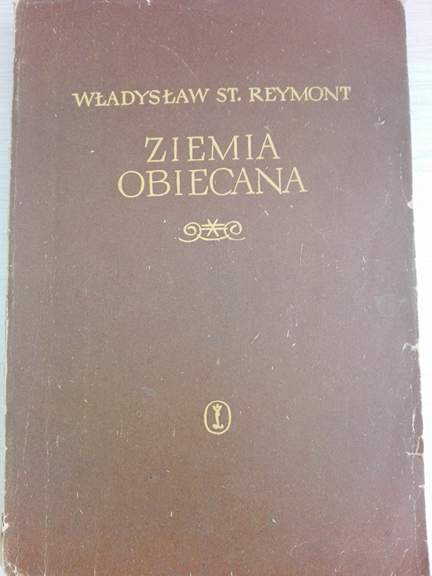 WŁADYSŁAW ST. REYMONT
ZIEMIA
OBIECANA